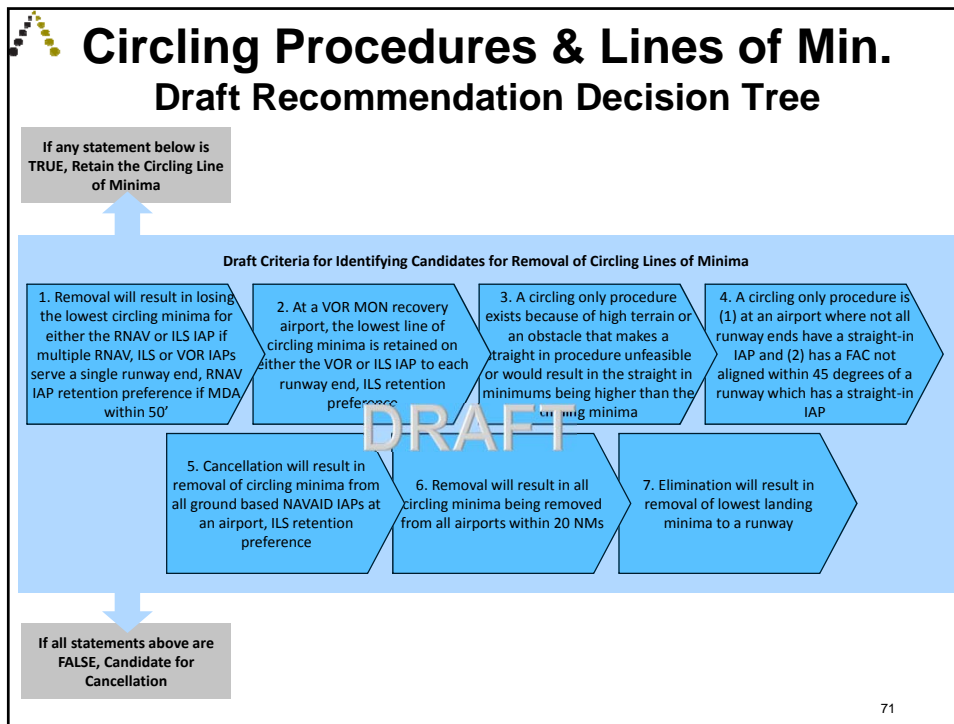 Circling Procedures & Lines of Min.
Draft Recommendation Decision Tree
If any statement below is
TRUE, Retain the Circling Line
of Minima
Draft Criteria for Identifying Candidates for Removal of Circling Lines of Minima
1. Removal will result in losing
the lowest circling minima for
either the RNAV or ILS IAP if
multiple RNAV, ILS or VOR IAPs
serve a single runway end, RNAV
IAP retention preference if MDA
within 50’
2. At a VOR MON recovery
airport, the lowest line of
circling minima is retained on
either the VOR or ILS IAP to each
runway end, ILS retention
preference
3. A circling only procedure
exists because of high terrain or
an obstacle that makes a
straight in procedure unfeasible
or would result in the straight in
minimums being higher than the
circling minima
4. A circling only procedure is
(1) at an airport where not all
runway ends have a straight-in
IAP and (2) has a FAC not
aligned within 45 degrees of a
runway which has a straight-in
IAP
DRAFT
5. Cancellation will result in
removal of circling minima from
all ground based NAVAID IAPs at
an airport, ILS retention
preference
6. Removal will result in all
circling minima being removed
from all airports within 20 NMs
7. Elimination will result in
removal of lowest landing
minima to a runway
If all statements above are
FALSE, Candidate for
Cancellation
71